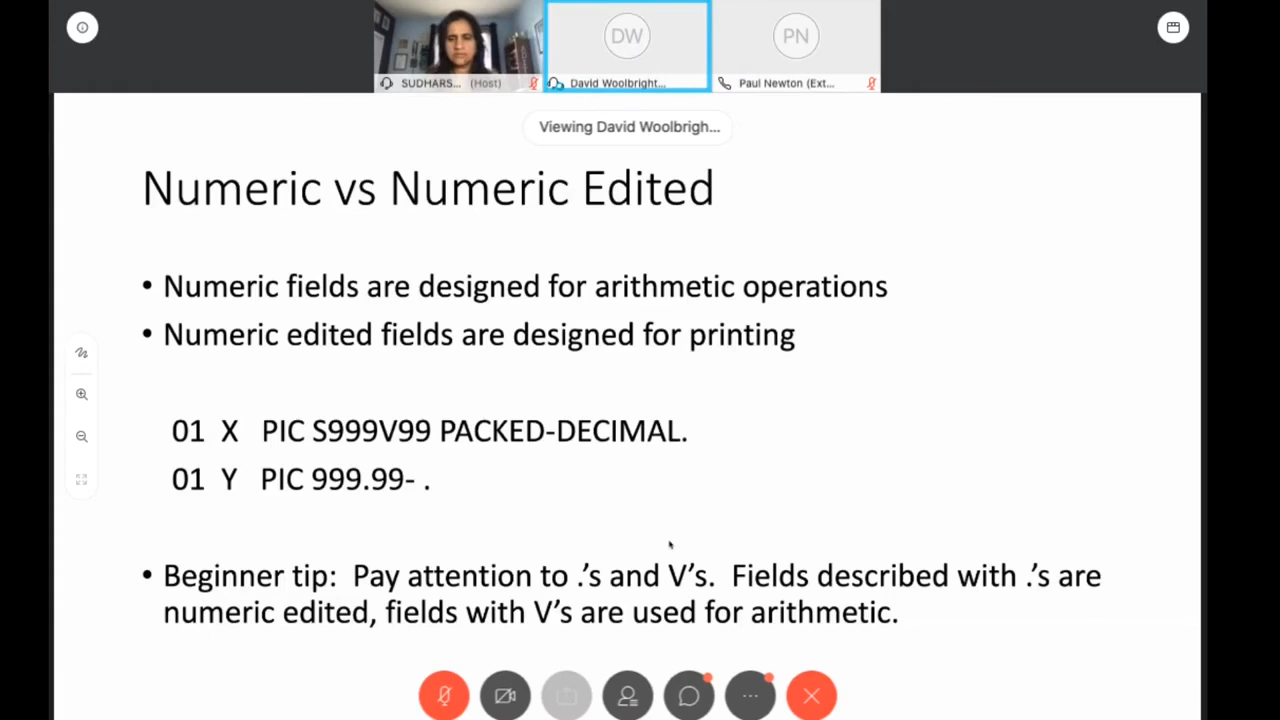 DW
PN
SUDHARS... (Host)
David Woolbright...
Paul Newton (Ext...
Viewing David Woolbrigh...
Numeric vs Numeric Edited
• Numeric fields are designed for arithmetic operations
• Numeric edited fields are designed for printing
01 X PIC S999V99 PACKED-DECIMAL.
01 Y PIC 999.99- .
• Beginner tip: Pay attention to .’s and V’s. Fields described with .’s are
numeric edited, fields with V’s are used for arithmetic.